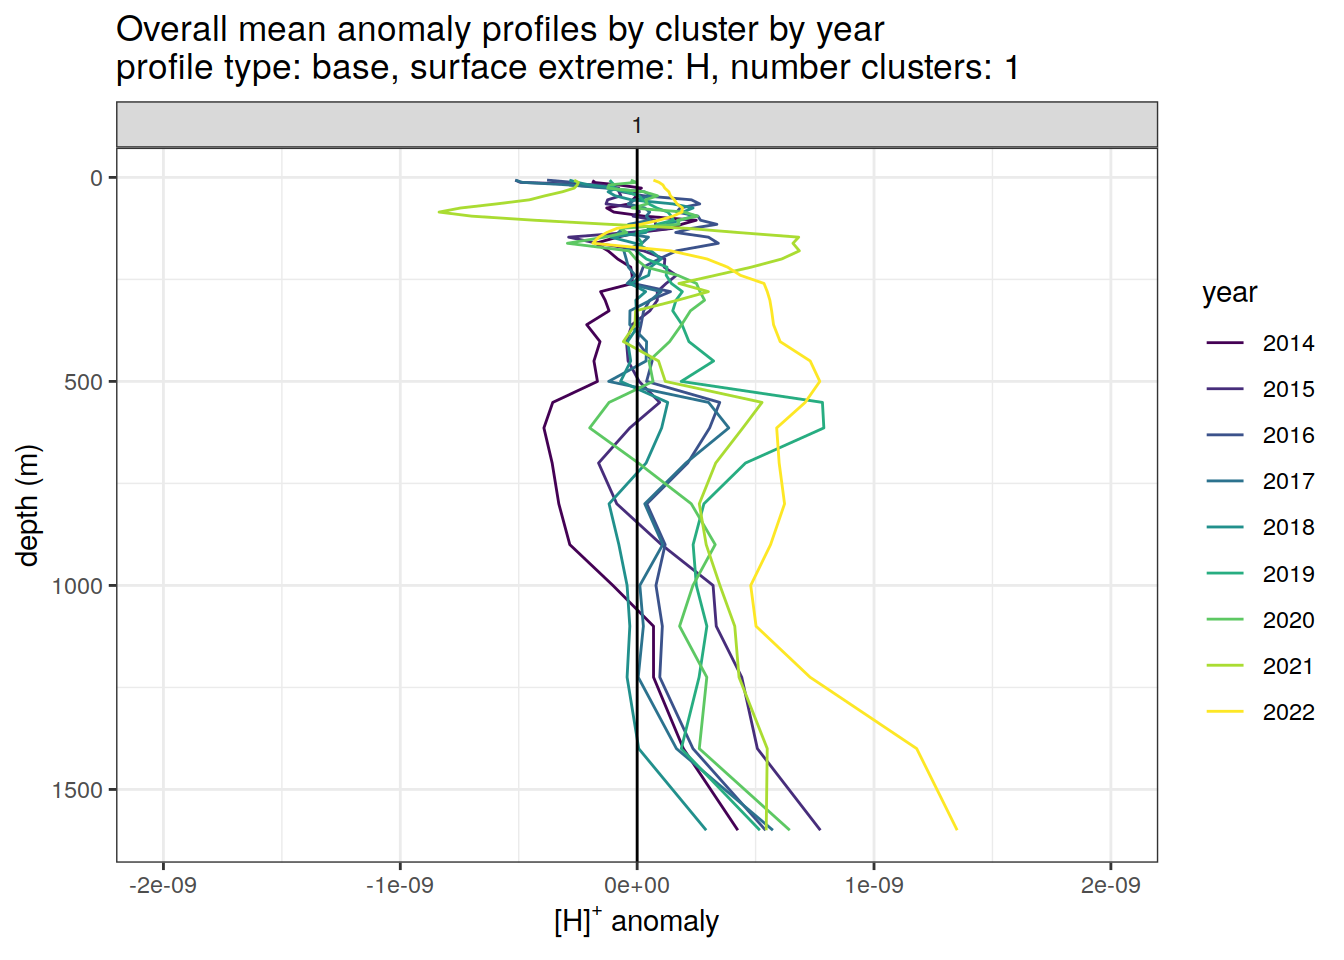 Overall mean anomaly profiles by cluster by year
profile type: base, surface extreme: H, number clusters: 1
1
0
500
1000
1500
depth (m)
-2e-09
-1e-09
0e+00
1e-09
2e-09
[H]⁺ anomaly
year
2014
2015
2016
2017
2018
2019
2020
2021
2022